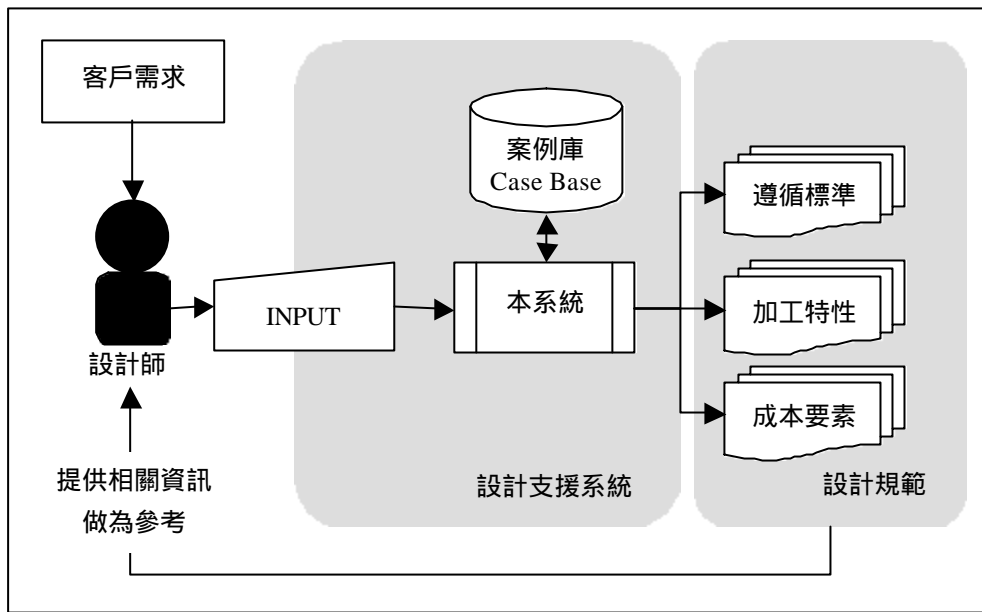 客戶需求
案例庫
Case Base
遵循標準
INPUT
本系統
加工特性
設計師
成本要素
提供相關資訊
做為參考
設計支援系統
設計規範